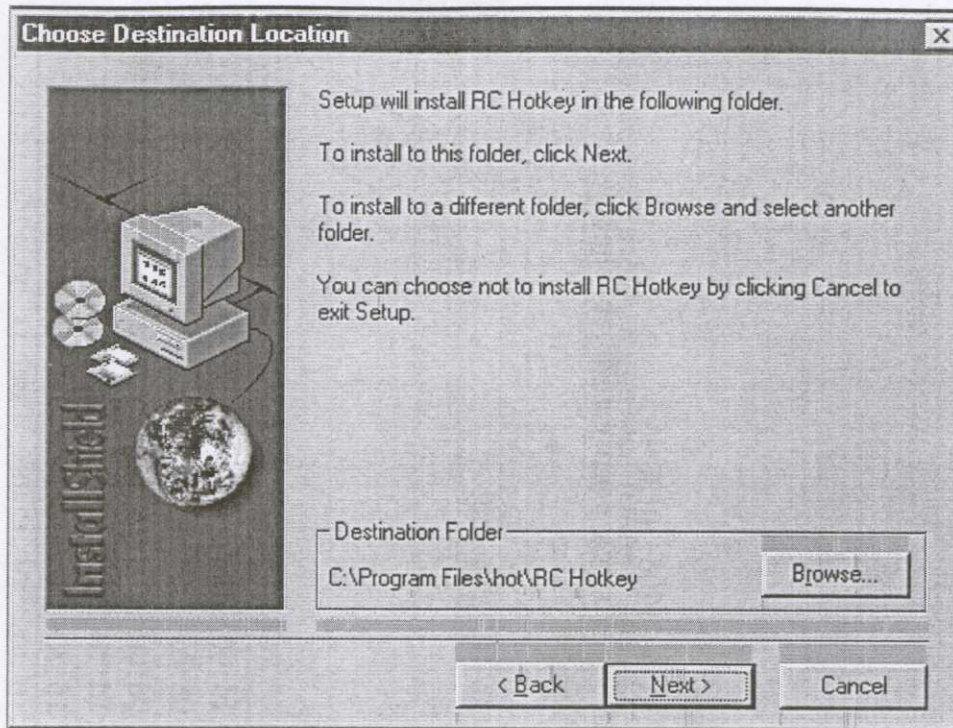 Choose Destination Location
Setup will install RC Hotkey in the following folder.
To install to this folder, click Next.
To install to a different folder, click Browse and select another
folder.
You can choose not to install RC Hotkey by clicking Cancel to
exit Setup.
InstallShield
Destination Folder
C:\Program Files\hot\RC Hotkey
Browse...
< Back
Next >
Cancel